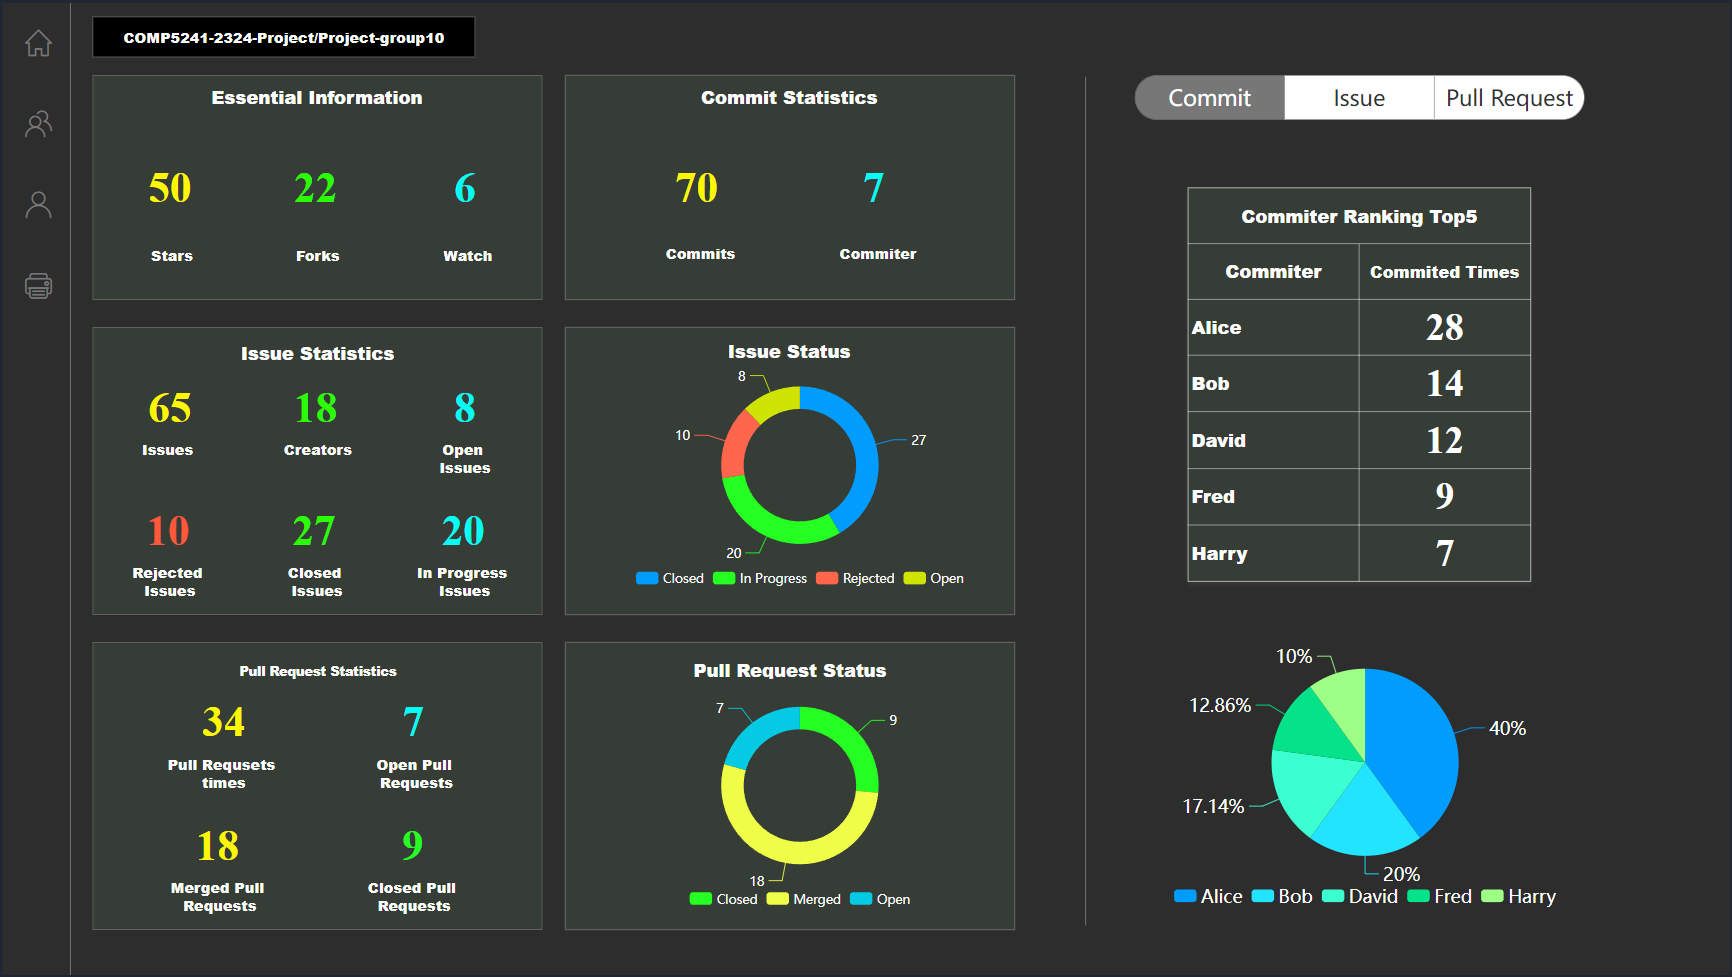 COMP5241-2324-Project/Project-group10
Essential Information
50
22
6
Stars
Forks
Watch
Commit Statistics
70
7
Commits
Commiter
Issue Statistics
65
18
8
Issues
Creators
Open
Issues
10
27
20
Rejected
Issues
Closed
Issues
In Progress
Issues
Issue Status
8
10
27
20
Closed
In Progress
Rejected
Open
Pull Request Statistics
34
7
Pull Requsets
times
Open Pull
Requests
18
9
Merged Pull
Requests
Closed Pull
Requests
Pull Request Status
7
9
18
Closed
Merged
Open
Commit
Issue
Pull Request
Commiter Ranking Top5
Commiter
Commited Times
Alice
28
Bob
14
David
12
Fred
9
Harry
7
10%
12.86%
40%
17.14%
20%
Alice
Bob
David
Fred
Harry